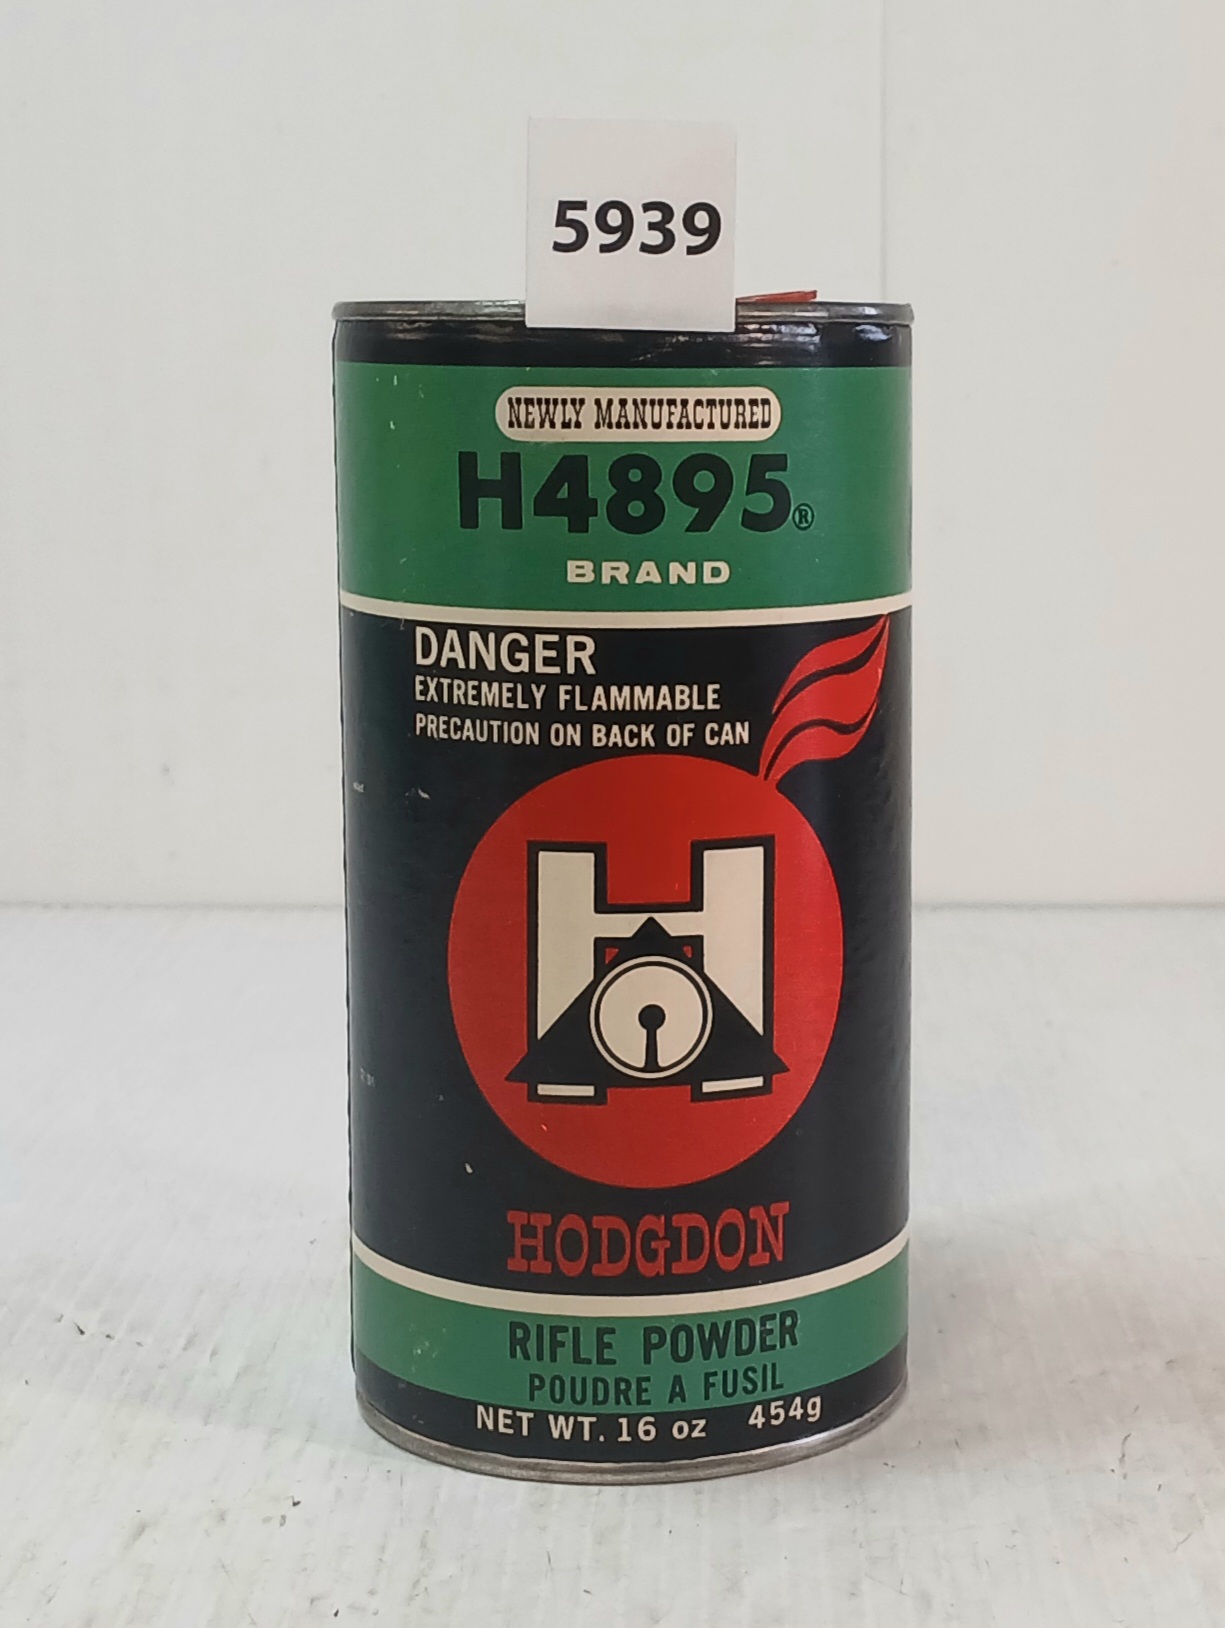 5939
NEWLY MANUFACTURED
H4895®
BRAND
DANGER
EXTREMELY FLAMMABLE
PRECAUTION ON BACK OF CAN
H
HODGDON
RIFLE POWDER
POUDRE A FUSIL
NET WT. 16 oz 454g